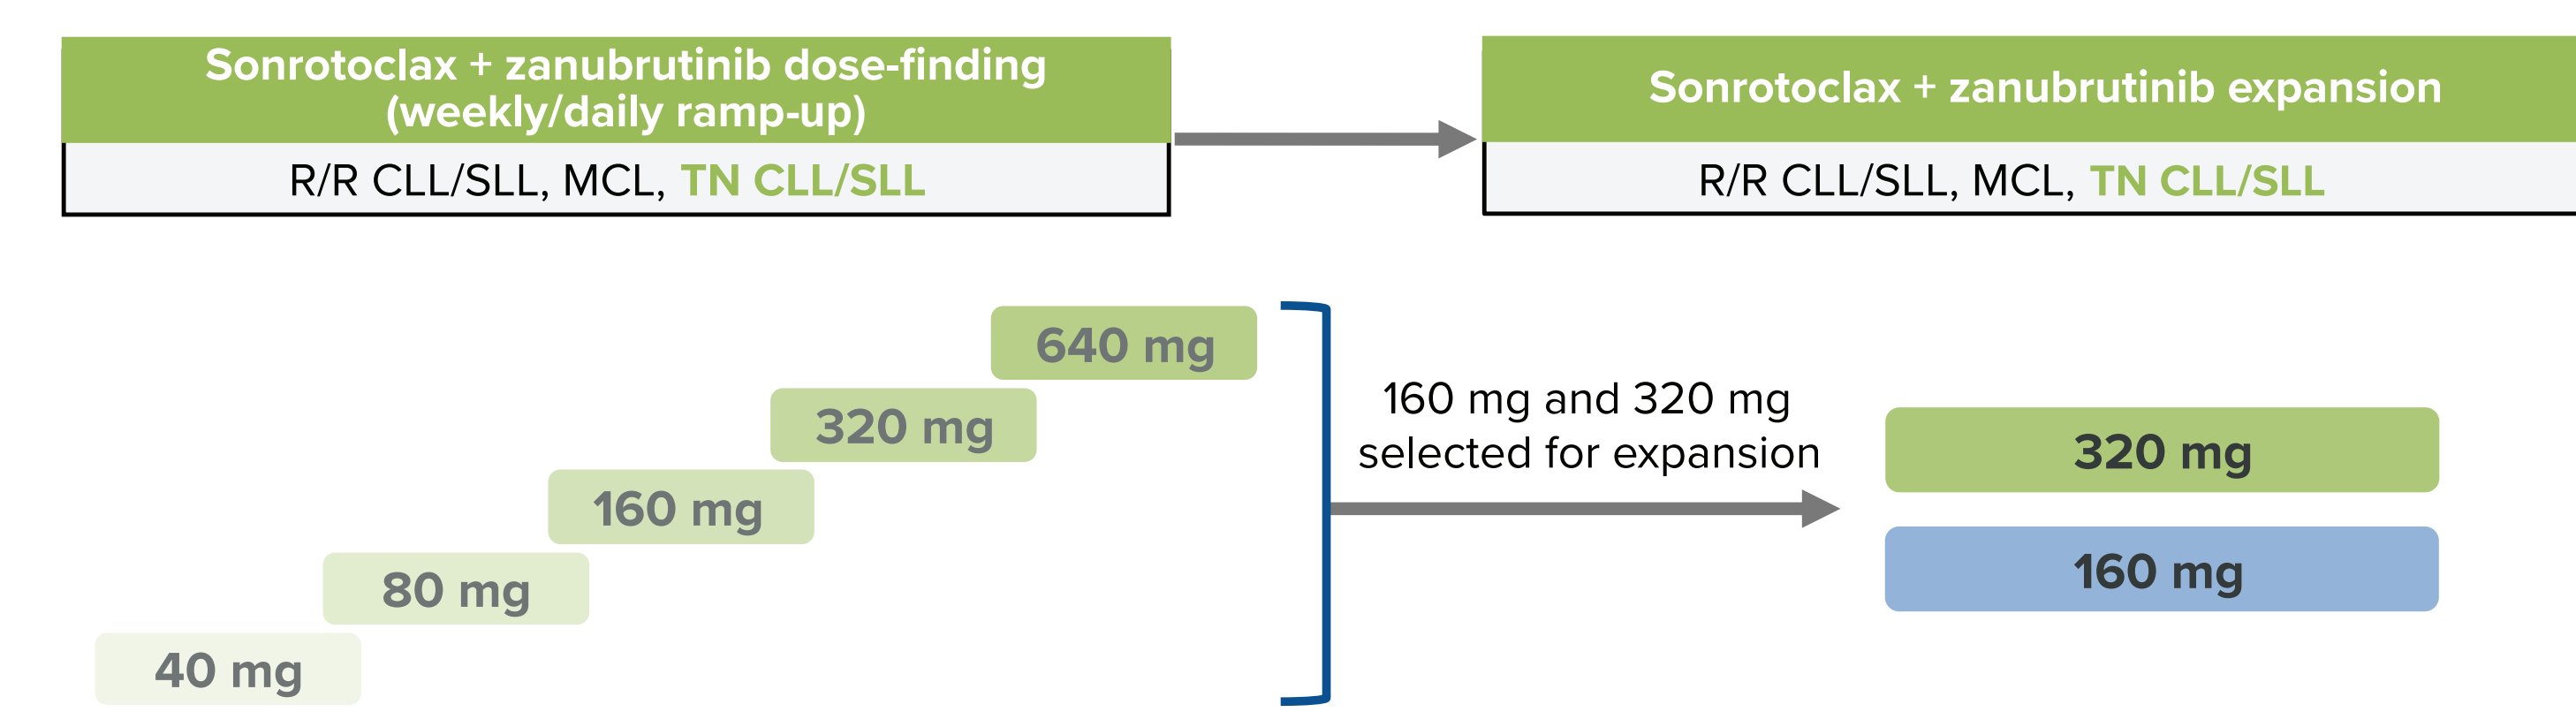 Sonrotoclax + zanubrutinib dose-finding
(weekly/daily ramp-up)
R/R CLL/SLL, MCL, TN CLL/SLL
Sonrotoclax + zanubrutinib expansion
R/R CLL/SLL, MCL, TN CLL/SLL
640 mg
320 mg
160 mg
80 mg
40 mg
160 mg and 320 mg
selected for expansion
320 mg
160 mg